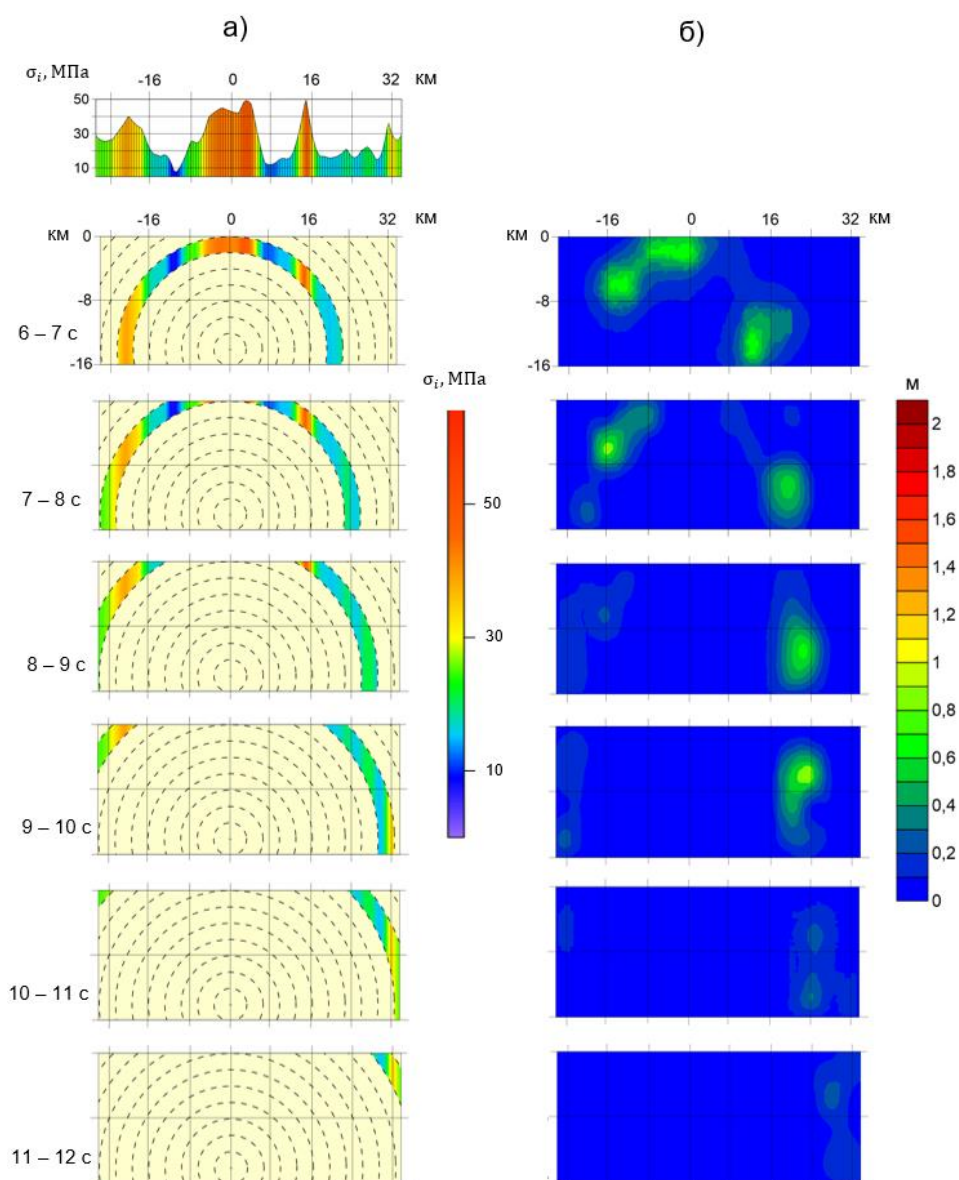 а)
б)
σi, МПа
-16 0 16 32 КМ
50
30
10
-16 0 16 32 КМ
КМ 0
-8
-16
6 – 7 с
-16 0 16 32 КМ
КМ 0
-8
-16
σi, МПа
50
30
10
М
2
1,8
1,6
1,4
1,2
1
0,8
0,6
0,4
0,2
0
7 – 8 с
8 – 9 с
9 – 10 с
10 – 11 с
11 – 12 с